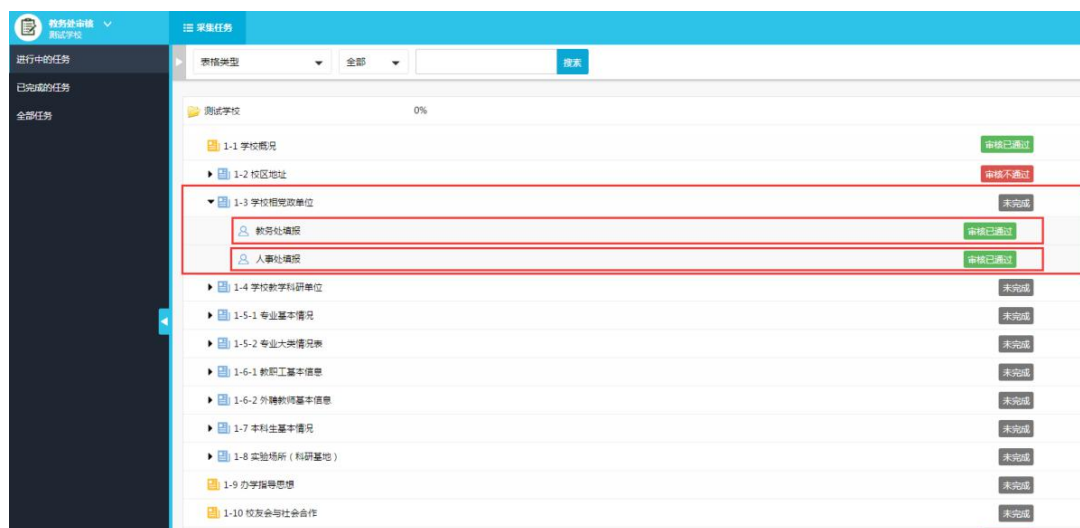 教务处审核
测试学校
采集任务
进行中的任务
已完成的任务
全部任务
表格类型 全部 搜索
测试学校 0%
1-1 学校概况 审核已通过
1-2 校区地址 审核不通过
1-3 学校相党政单位 未完成
教务处填报 审核已通过
人事处填报 审核已通过
1-4 学校教学科研单位 未完成
1-5-1 专业基本情况 未完成
1-5-2 专业大类情况表 未完成
1-6-1 教职工基本信息 未完成
1-6-2 外聘教师基本信息 未完成
1-7 本科生基本情况 未完成
1-8 实验场所（科研基地） 未完成
1-9 办学指导思想 未完成
1-10 校友会与社会合作 未完成